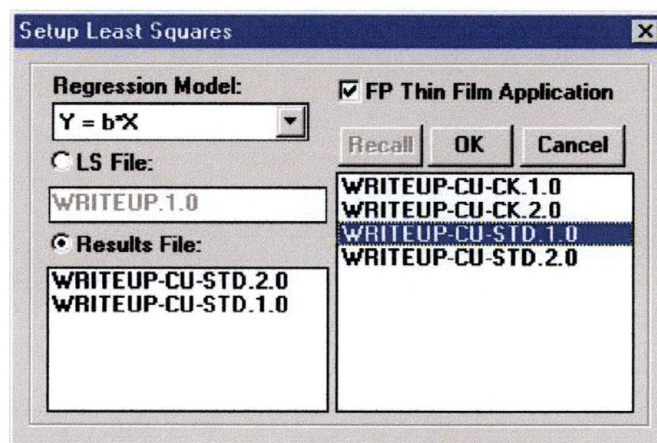 Setup Least Squares
Regression Model:
Y = b*X
LS File:
WRITEUP.1.0
Results File:
WRITEUP-CU-STD.2.0
WRITEUP-CU-STD.1.0
FP Thin Film Application
Recall OK Cancel
WRITEUP-CU-CK.1.0
WRITEUP-CU-CK.2.0
WRITEUP-CU-STD.1.0
WRITEUP-CU-STD.2.0